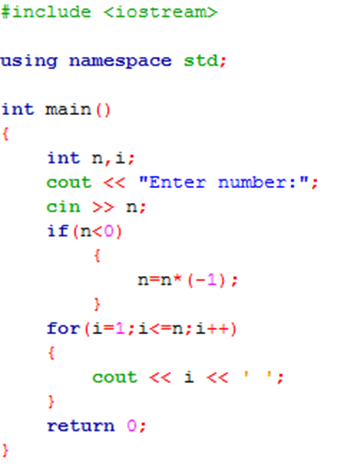 #include <iostream>
using namespace std;
int main()
{
int n,i;
cout << "Enter number:";
cin >> n;
if(n<0)
{
n=n*(-1);
}
for(i=1;i<=n;i++)
{
cout << i << ' ';
}
return 0;
}